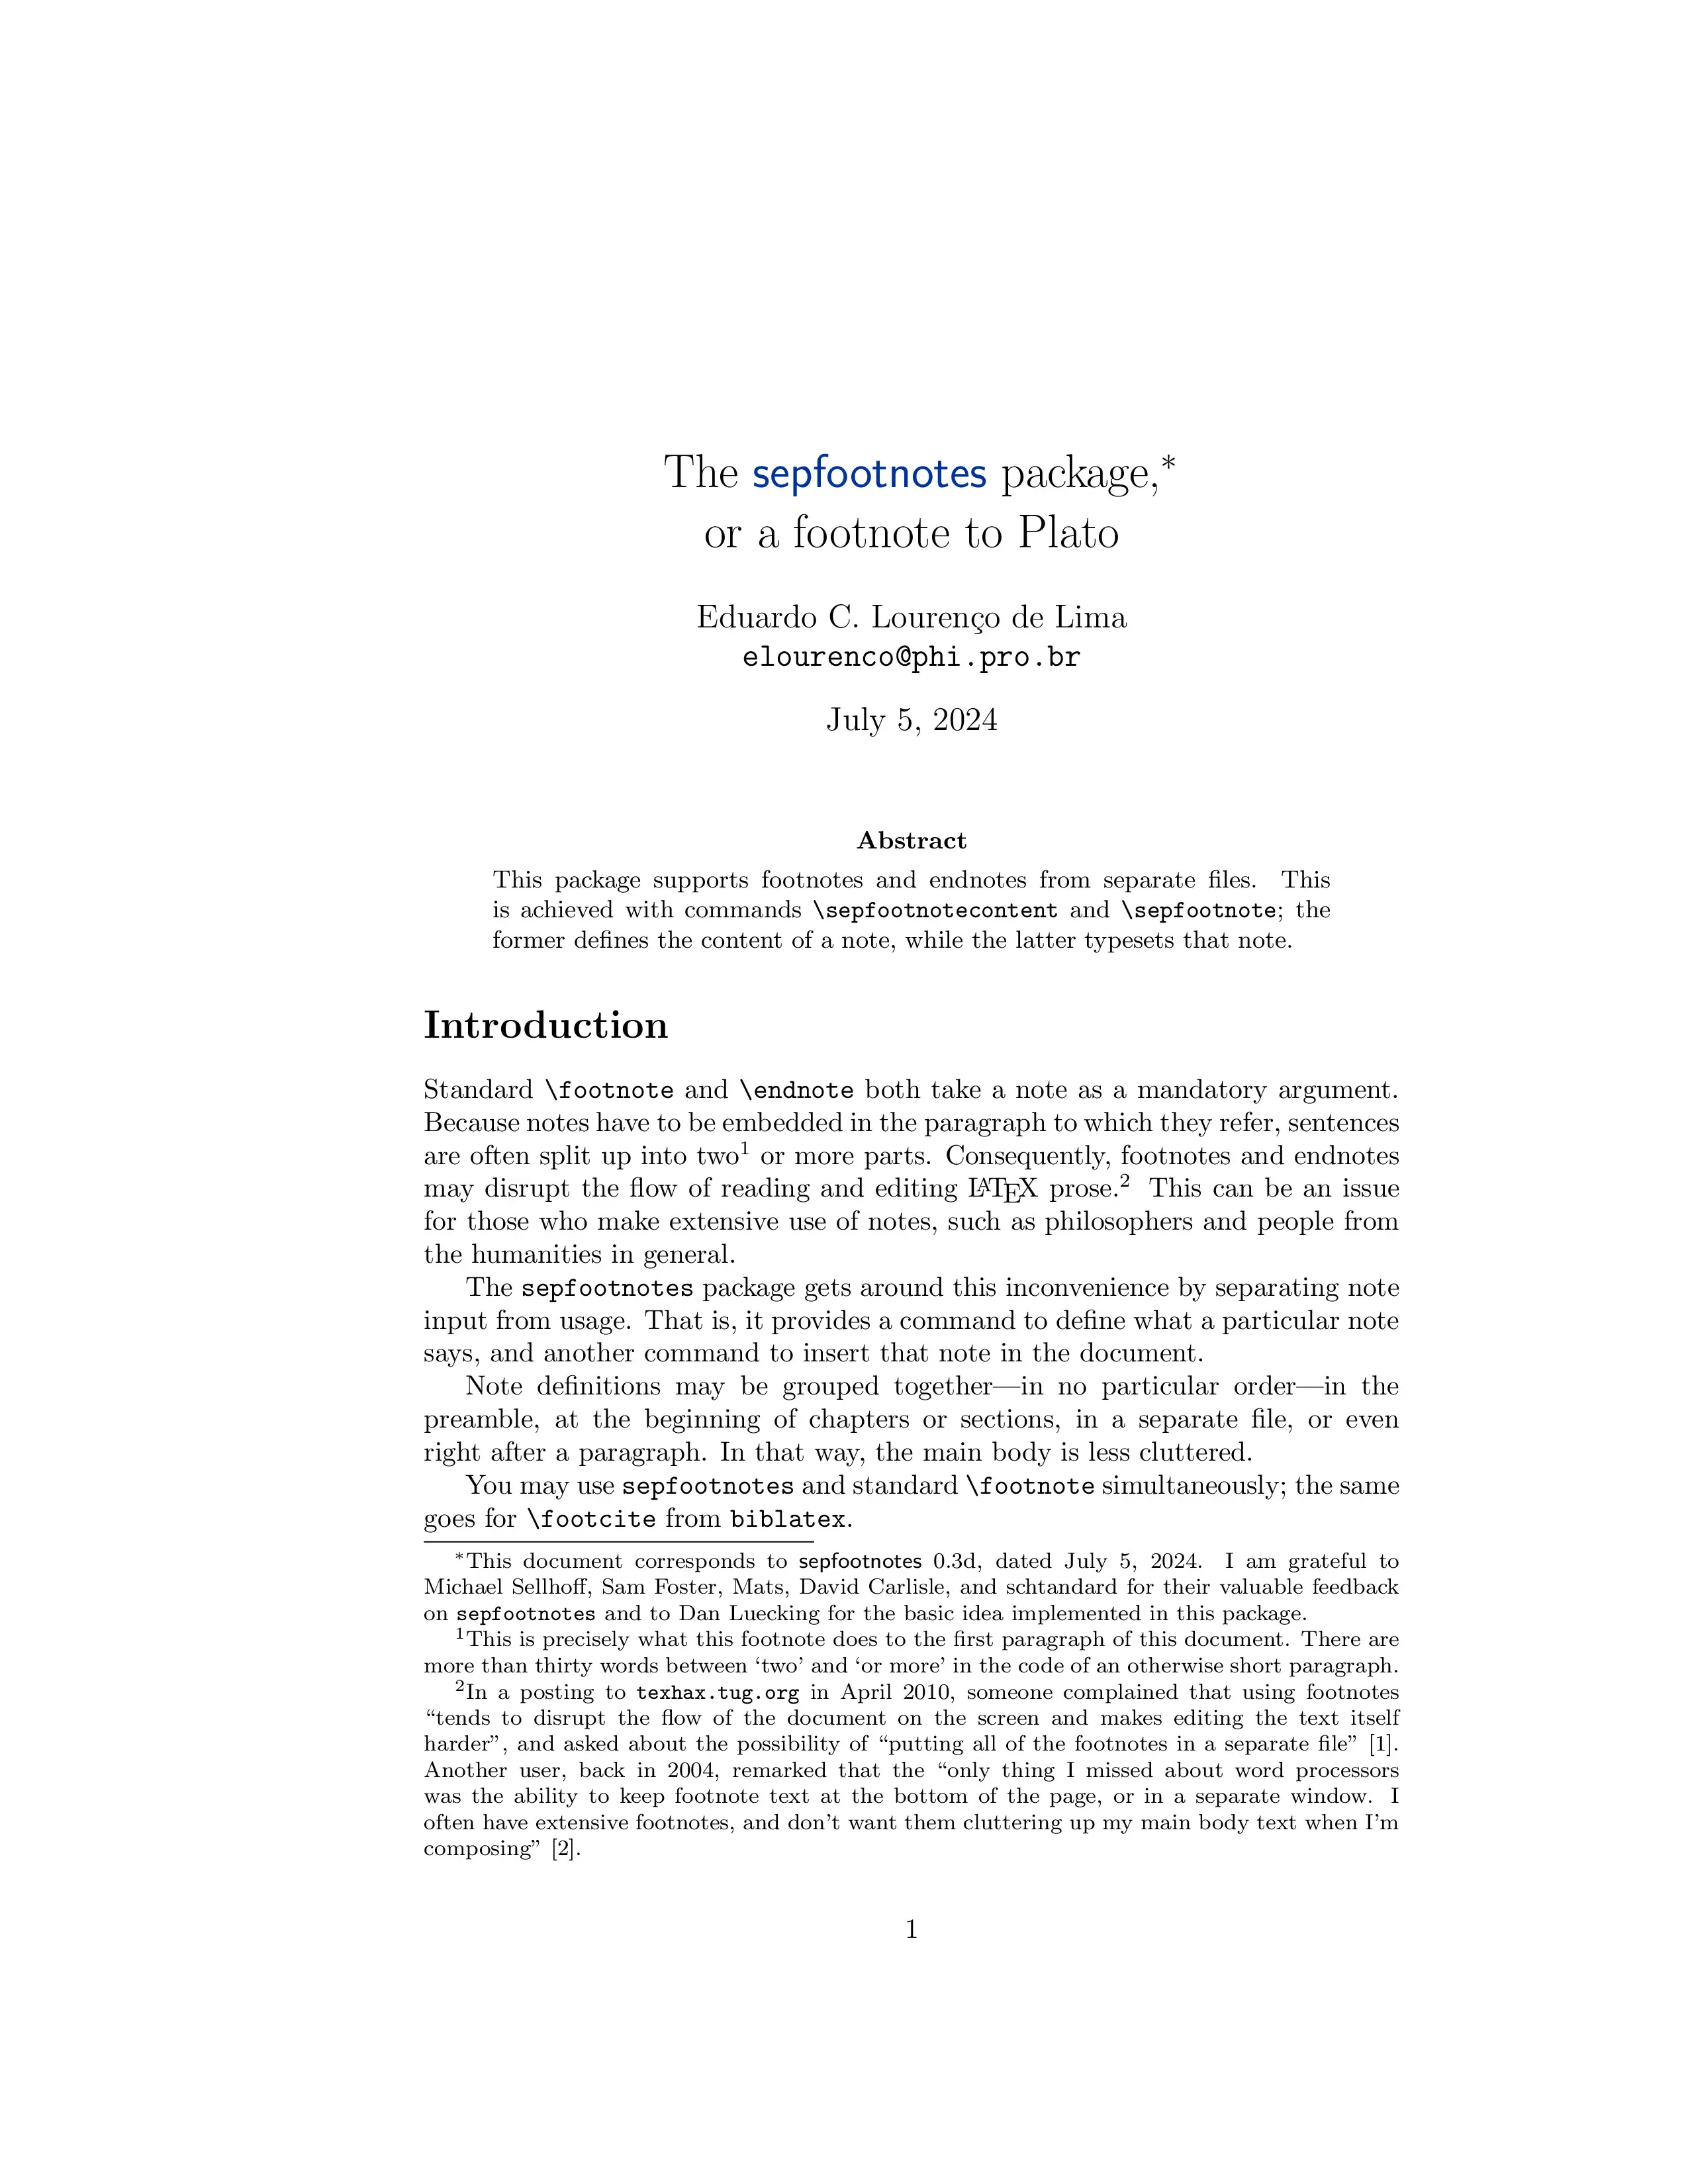 The sepfootnotes package,*
or a footnote to Plato
Eduardo C. Lourenço de Lima
elourenco@phi.pro.br
July 5, 2024
Abstract
This package supports footnotes and endnotes from separate files. This
is achieved with commands \sepfootnotecontent and \sepfootnote; the
former defines the content of a note, while the latter typesets that note.
Introduction
Standard \footnote and \endnote both take a note as a mandatory argument.
Because notes have to be embedded in the paragraph to which they refer, sentences
are often split up into two¹ or more parts. Consequently, footnotes and endnotes
may disrupt the flow of reading and editing LATEX prose.² This can be an issue
for those who make extensive use of notes, such as philosophers and people from
the humanities in general.
The sepfootnotes package gets around this inconvenience by separating note
input from usage. That is, it provides a command to define what a particular note
says, and another command to insert that note in the document.
Note definitions may be grouped together—in no particular order—in the
preamble, at the beginning of chapters or sections, in a separate file, or even
right after a paragraph. In that way, the main body is less cluttered.
You may use sepfootnotes and standard \footnote simultaneously; the same
goes for \footcite from biblatex.
*This document corresponds to sepfootnotes 0.3d, dated July 5, 2024. I am grateful to
Michael Sellhoff, Sam Foster, Mats, David Carlisle, and schtandard for their valuable feedback
on sepfootnotes and to Dan Luecking for the basic idea implemented in this package.
¹This is precisely what this footnote does to the first paragraph of this document. There are
more than thirty words between ‘two’ and ‘or more’ in the code of an otherwise short paragraph.
²In a posting to texhax.tug.org in April 2010, someone complained that using footnotes
“tends to disrupt the flow of the document on the screen and makes editing the text itself
harder”, and asked about the possibility of “putting all of the footnotes in a separate file” [1].
Another user, back in 2004, remarked that the “only thing I missed about word processors
was the ability to keep footnote text at the bottom of the page, or in a separate window. I
often have extensive footnotes, and don’t want them cluttering up my main body text when I’m
composing” [2].
1